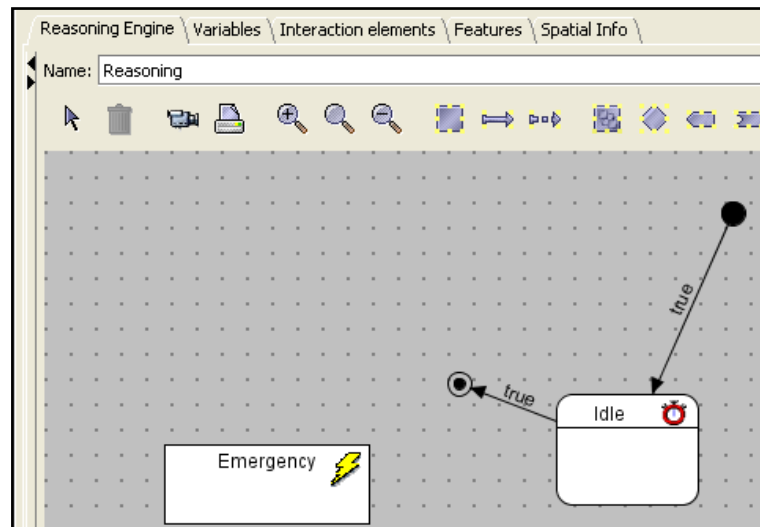 Reasoning Engine Variables Interaction elements Features Spatial Info
Name: Reasoning
true
true
Idle
Emergency